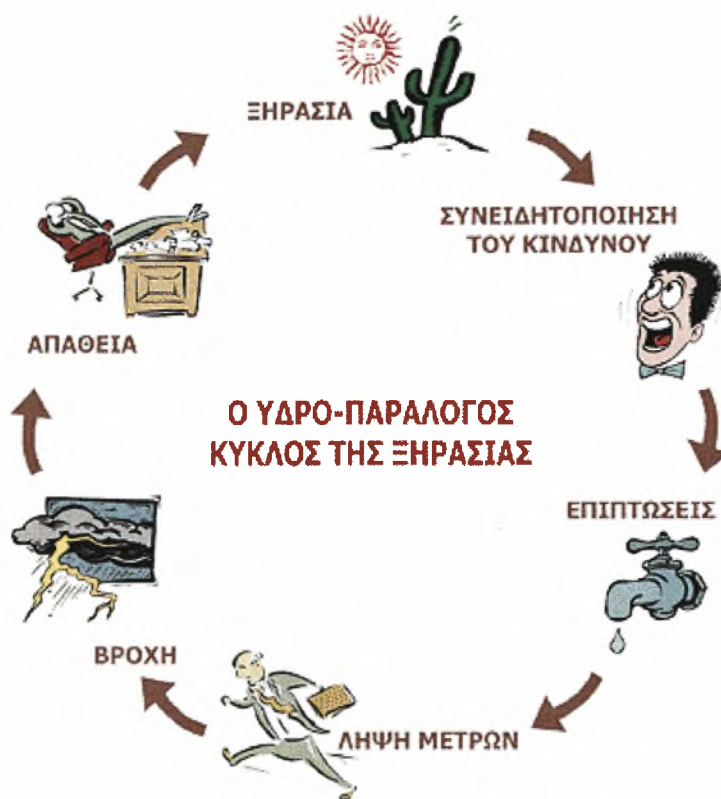 ΞΗΡΑΣΙΑ
ΣΥΝΕΙΔΗΤΟΠΟΙΗΣΗ
ΤΟΥ ΚΙΝΔΥΝΟΥ
ΑΠΑΘΕΙΑ
Ο ΥΔΡΟ-ΠΑΡΑΛΟΓΟΣ
ΚΥΚΛΟΣ ΤΗΣ ΞΗΡΑΣΙΑΣ
ΕΠΙΠΤΩΣΕΙΣ
ΒΡΟΧΗ
ΛΗΨΗ ΜΕΤΡΩΝ